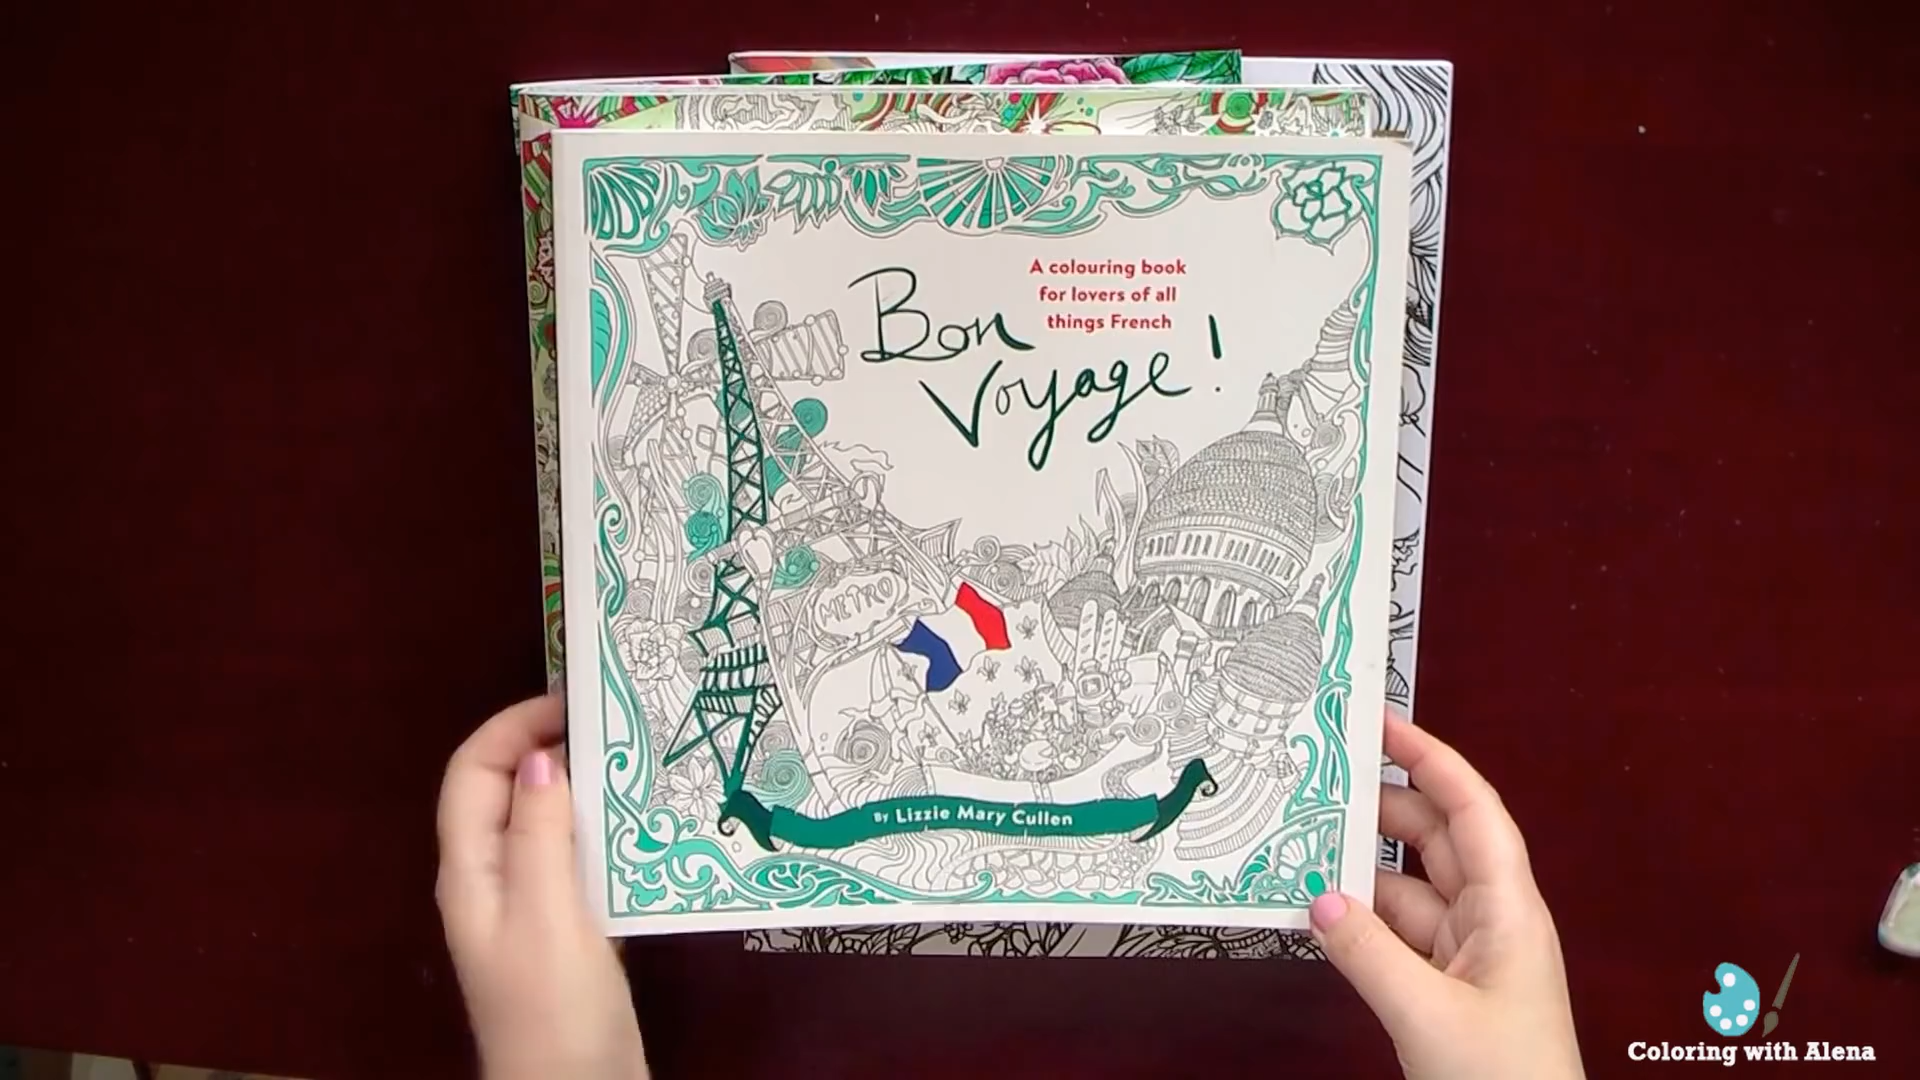 A colouring book
for lovers of all
things French
Bon
Voyage!
METRO
By Lizzie Mary Cullen
Coloring with Alena